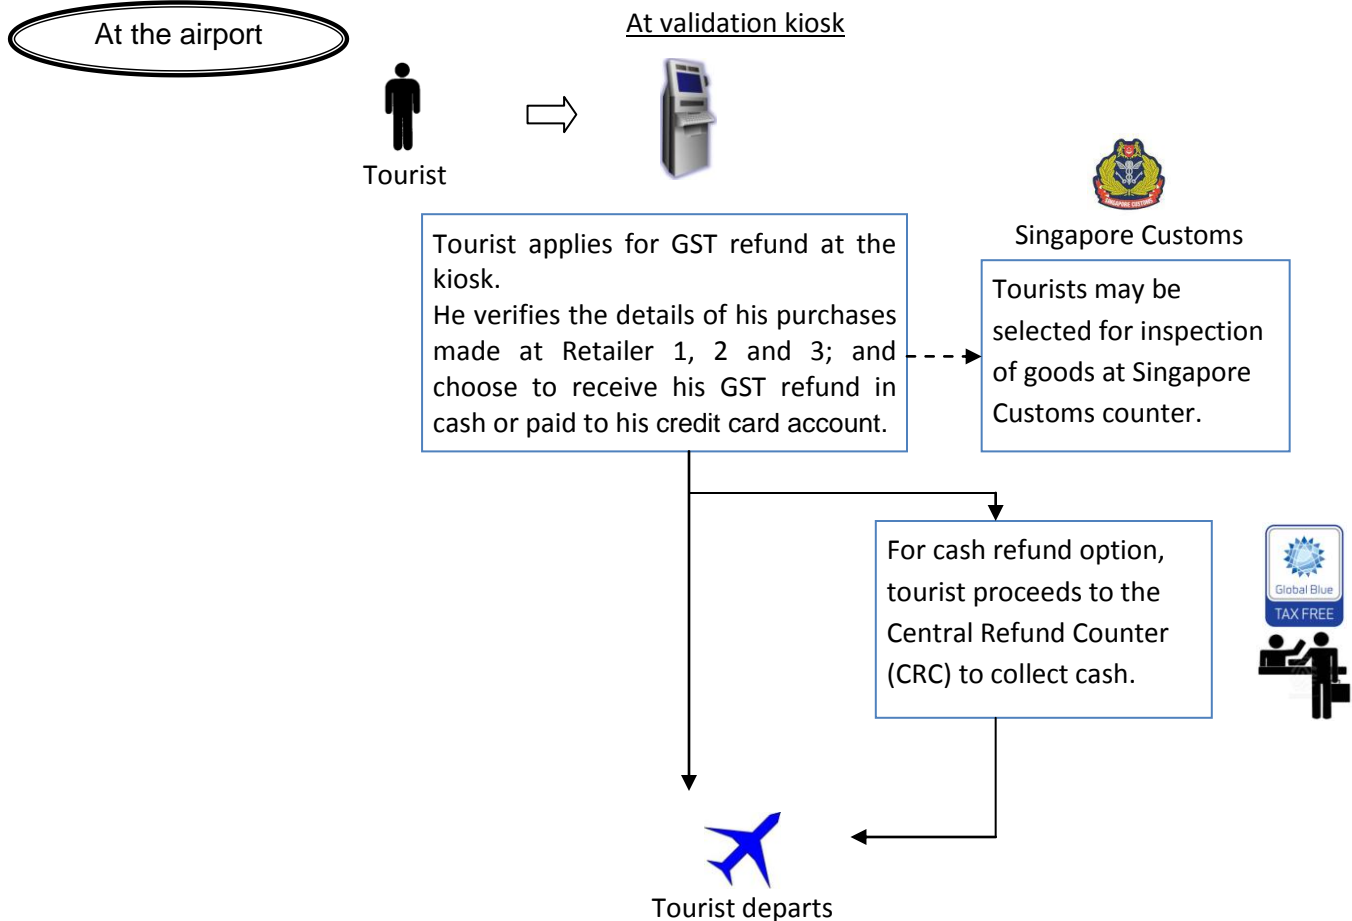 At the airport
At validation kiosk
Tourist
SINGAPORE CUSTOMS
Singapore Customs
Tourist applies for GST refund at the
kiosk.
He verifies the details of his purchases
made at Retailer 1, 2 and 3; and
choose to receive his GST refund in
cash or paid to his credit card account.
Tourists may be
selected for inspection
of goods at Singapore
Customs counter.
For cash refund option,
tourist proceeds to the
Central Refund Counter
(CRC) to collect cash.
Global Blue
TAX FREE
Tourist departs